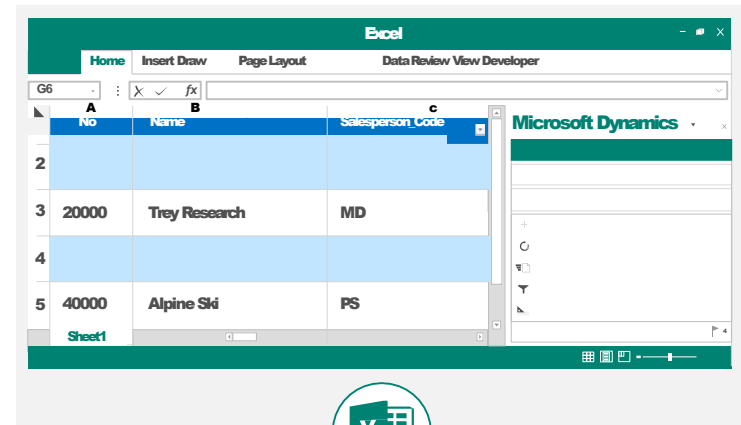 Excel
Home Insert Draw Page Layout Data Review View Developer
G6 fx
A B C
No Name Salesperson_Code
Microsoft Dynamics
2
3 20000 Trey Research MD
4
5 40000 Alpine Ski PS
Sheet1
4
X